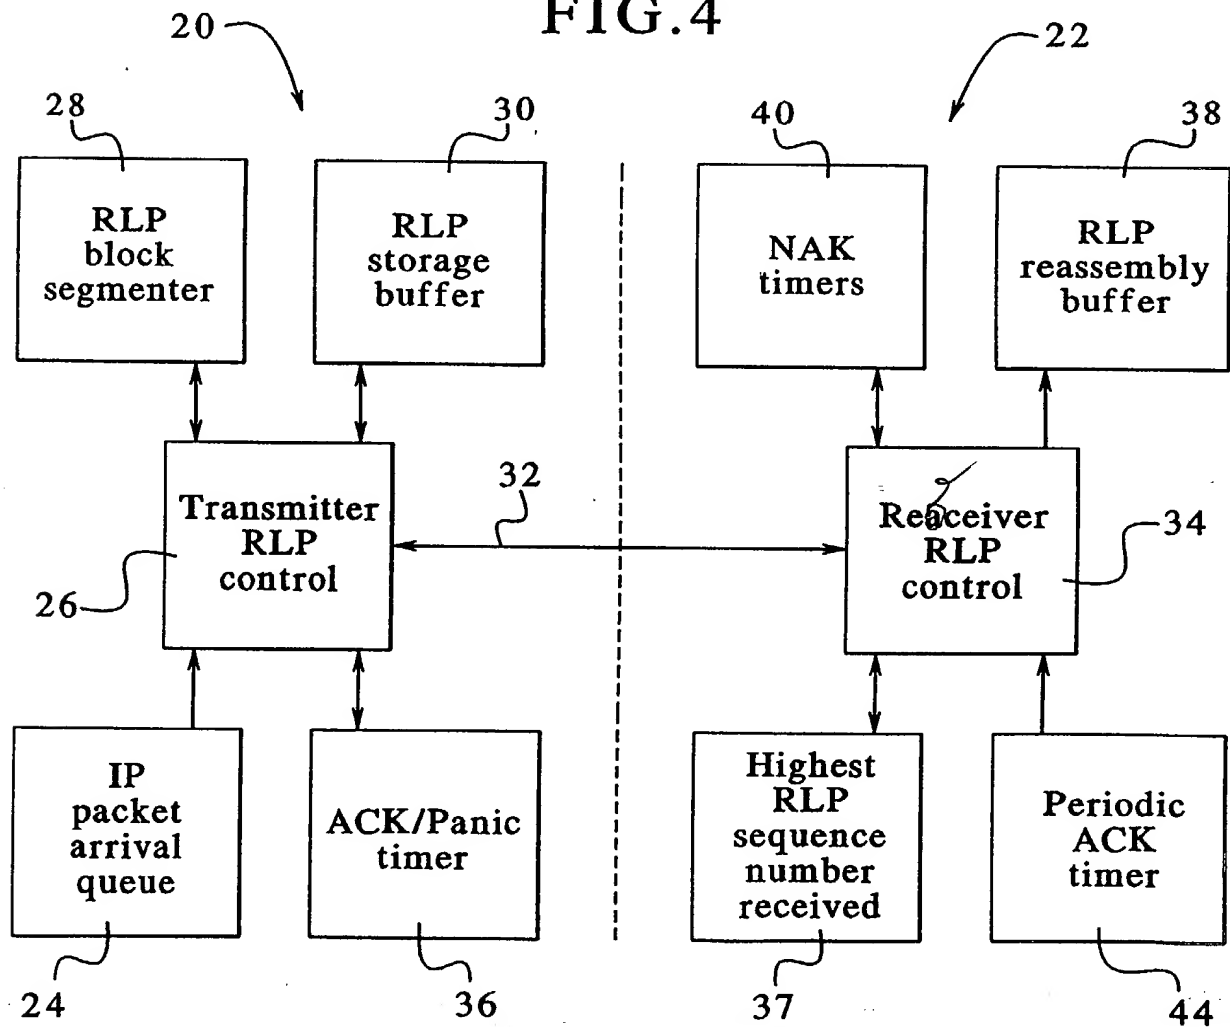 FIG.4
20
22
28
30
40
38
RLP
block
segmenter
RLP
storage
buffer
NAK
timers
RLP
reassembly
buffer
32
Transmitter
RLP
control
Reaceiver
RLP
control
34
26
IP
packet
arrival
queue
ACK/Panic
timer
Highest
RLP
sequence
number
received
Periodic
ACK
timer
24
36
37
44